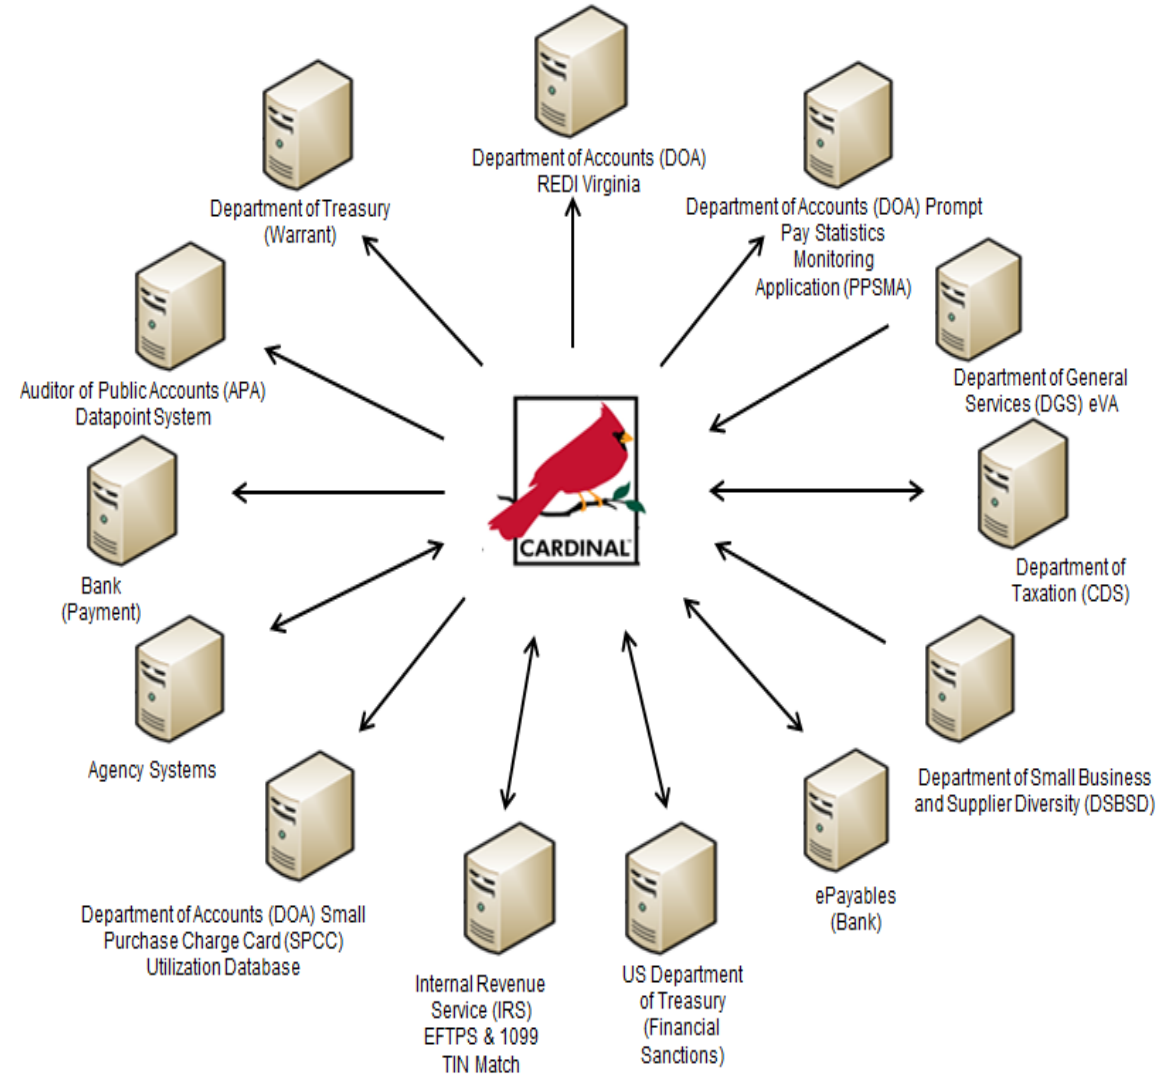 Department of Accounts (DOA)
REDI Virginia
Department of Treasury
(Warrant)
Department of Accounts (DOA) Prompt
Pay Statistics
Monitoring
Application (PPSMA)
Auditor of Public Accounts (APA)
Datapoint System
Department of General
Services (DGS) eVA
Bank
(Payment)
CARDINAL™
Department of
Taxation (CDS)
Agency Systems
Department of Small Business
and Supplier Diversity (DSBSD)
Department of Accounts (DOA) Small
Purchase Charge Card (SPCC)
Utilization Database
ePayables
(Bank)
Internal Revenue
Service (IRS)
EFTPS & 1099
TIN Match
US Department
of Treasury
(Financial
Sanctions)